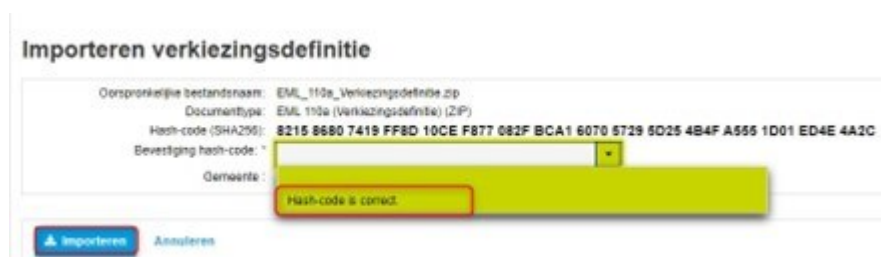 Importeren verkiezingsdefinitie
Oorspronkelijke bestandsnaam: EML_110a_Verkiezingsdefinitie.zip
Documenttype: EML 110a (Verkiezingsdefinitie) (ZIP)
Hash-code (SHA256): 8215 8680 7419 FF8D 10CE F877 082F BCA1 6070 5729 5D25 4B4F A555 1D01 ED4E 4A2C
Bevestiging hash-code: *
Gemeente :
Hash-code is correct.
Importeren Annuleren